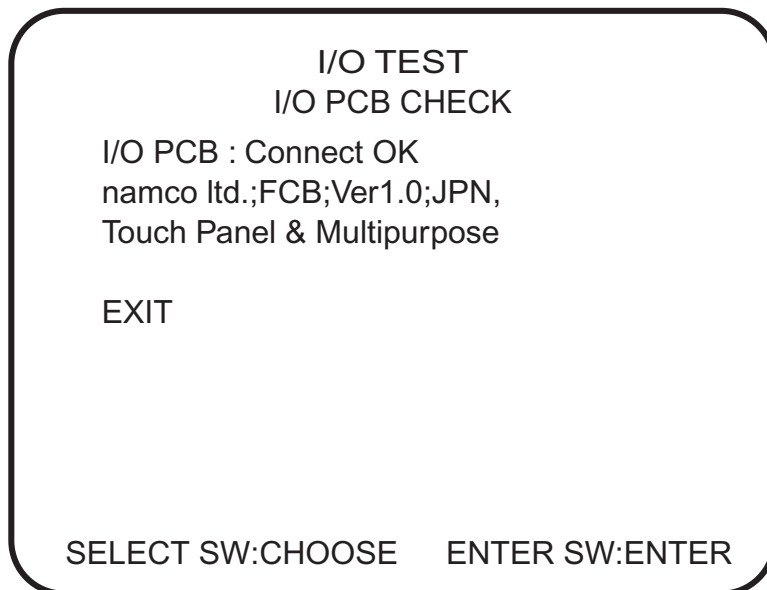 I/O TEST
I/O PCB CHECK
I/O PCB : Connect OK
namco ltd.;FCB;Ver1.0;JPN,
Touch Panel & Multipurpose
EXIT
SELECT SW:CHOOSE ENTER SW:ENTER